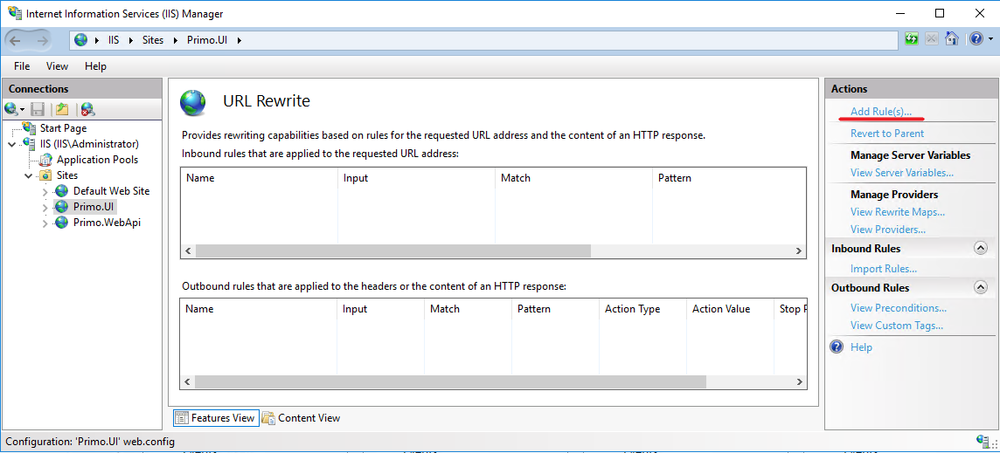 Internet Information Services (IIS) Manager
IIS Sites Primo.UI
File View Help
Connections
Start Page
IIS (IIS\Administrator)
Application Pools
Sites
Default Web Site
Primo.UI
Primo.WebApi
URL Rewrite
Provides rewriting capabilities based on rules for the requested URL address and the content of an HTTP response.
Inbound rules that are applied to the requested URL address:
Name Input Match Pattern
Outbound rules that are applied to the headers or the content of an HTTP response:
Name Input Match Pattern Action Type Action Value Stop
Features View Content View
Actions
Add Rule(s)...
Revert to Parent
Manage Server Variables
View Server Variables...
Manage Providers
View Rewrite Maps...
View Providers...
Inbound Rules
Import Rules...
Outbound Rules
View Preconditions...
View Custom Tags...
Help
Configuration: 'Primo.UI' web.config